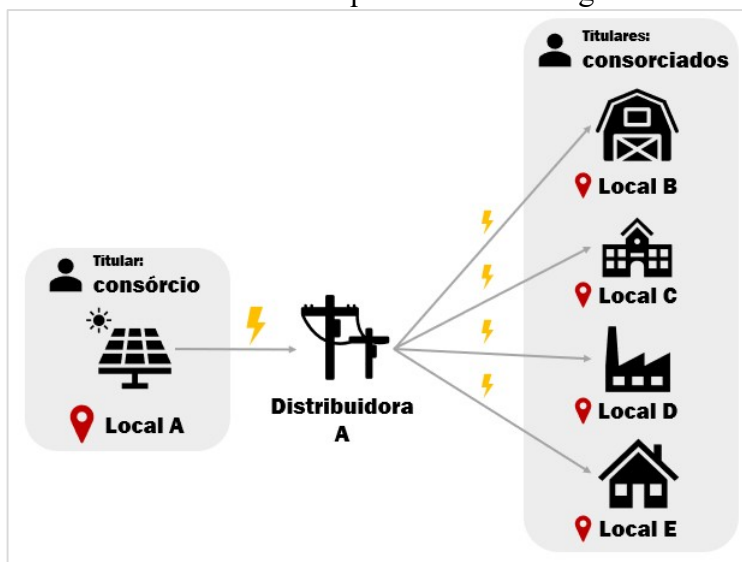 Titular:
consórcio
Local A
Distribuidora
A
Titulares:
consorciados
Local B
Local C
Local D
Local E